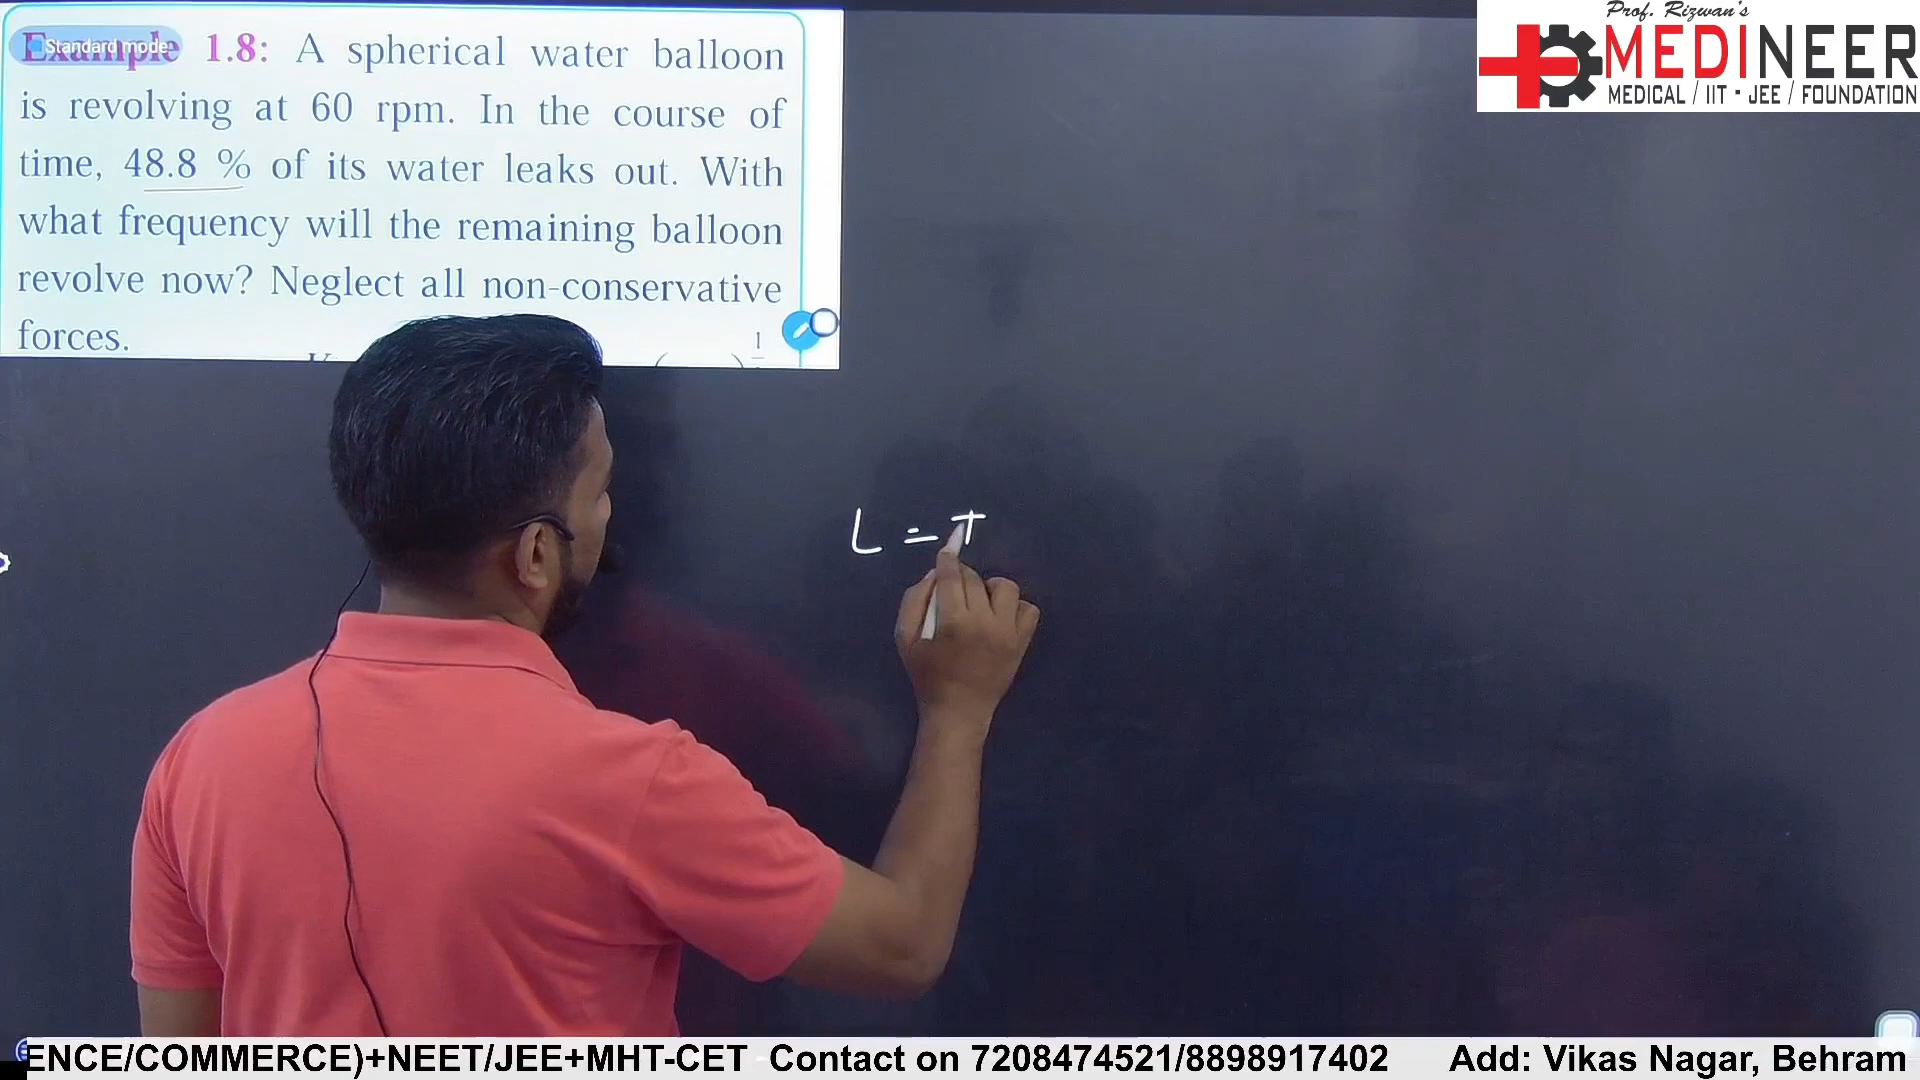 Prof. Rizwan's
MEDINEER
MEDICAL / IIT - JEE / FOUNDATION
Standard mode
Example 1.8: A spherical water balloon
is revolving at 60 rpm. In the course of
time, 48.8 % of its water leaks out. With
what frequency will the remaining balloon
revolve now? Neglect all non-conservative
forces.
1
L =
ENCE/COMMERCE)+NEET/JEE+MHT-CET Contact on 7208474521/8898917402 Add: Vikas Nagar, Behram